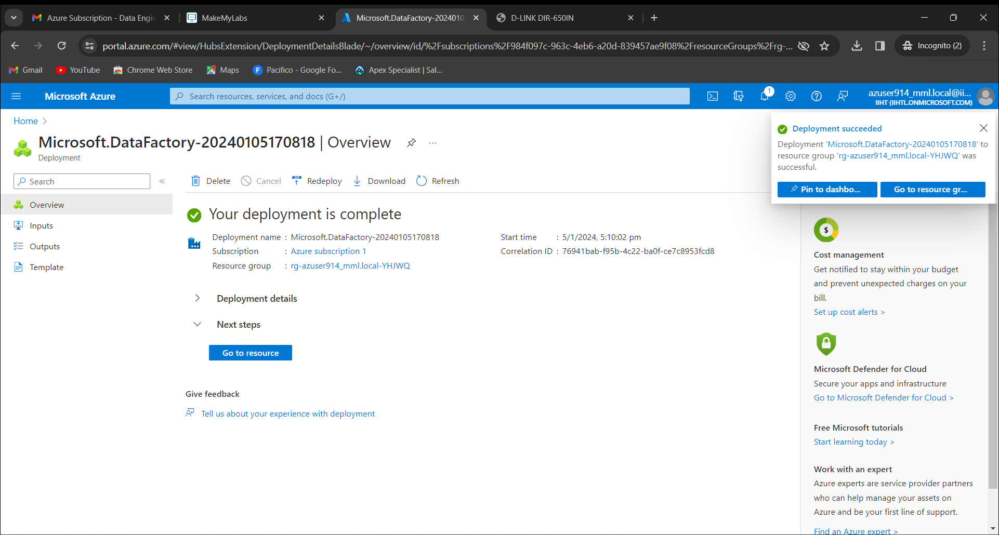 Azure Subscription - Data Engin
MakeMyLabs
Microsoft.DataFactory-2024010
D-LINK DIR-650IN
portal.azure.com/#view/HubsExtension/DeploymentDetailsBlade/~/overview/id/%2Fsubscriptions%2F984f097c-963c-4eb6-a20d-839457ae9f08%2FresourceGroups%2Frg-...
Incognito (2)
Gmail
YouTube
Chrome Web Store
Maps
Pacifico - Google Fo...
Apex Specialist | Sal...
Microsoft Azure
Search resources, services, and docs (G+/)
1
azuser914_mml.local@ii...
IIHT (IIHTL.ONMICROSOFT.COM)
Home
Microsoft.DataFactory-20240105170818 | Overview
Deployment
Search
Overview
Inputs
Outputs
Template
Delete
Cancel
Redeploy
Download
Refresh
Your deployment is complete
Deployment name : Microsoft.DataFactory-20240105170818
Subscription : Azure subscription 1
Resource group : rg-azuser914_mml.local-YHJWQ
Start time : 5/1/2024, 5:10:02 pm
Correlation ID : 76941bab-f95b-4c22-ba0f-ce7c8953fcd8
Deployment details
Next steps
Go to resource
Give feedback
Tell us about your experience with deployment
Deployment succeeded
Deployment 'Microsoft.DataFactory-20240105170818' to
resource group 'rg-azuser914_mml.local-YHJWQ' was
successful.
Pin to dashbo...
Go to resource gr...
$
Cost management
Get notified to stay within your budget
and prevent unexpected charges on your
bill.
Set up cost alerts >
Microsoft Defender for Cloud
Secure your apps and infrastructure
Go to Microsoft Defender for Cloud >
Free Microsoft tutorials
Start learning today >
Work with an expert
Azure experts are service provider partners
who can help manage your assets on
Azure and be your first line of support.
Find an Azure expert >